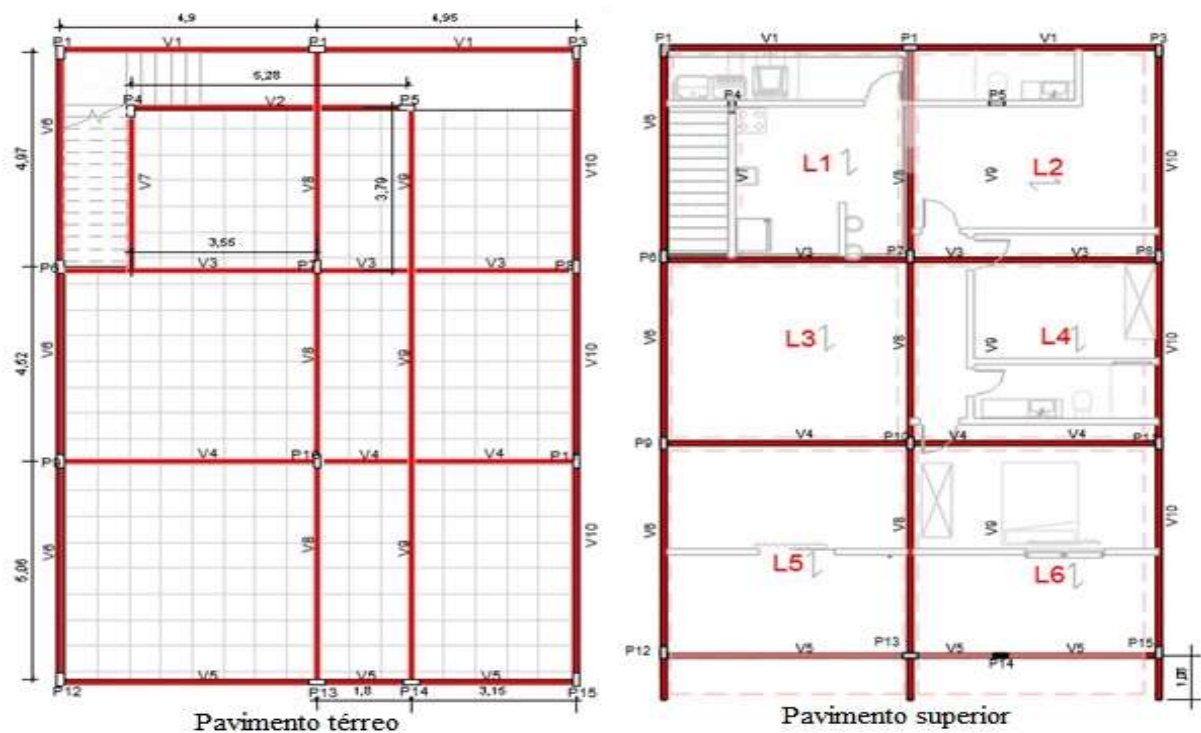 4,9 4,95
P1 V1 P1 V1 P3
5,28
P4 V2 P5
V6 4,97 V7 V8 3,79 V9 V10
3,55
P6 V3 P7 V3 V3 P8
V6 4,52 V8 V9 V10
V4 P10 V4 V4 P1
V6 5,06 V8 V9 V10
V5 V5 V5
P12 P13 1,8 P14 3,15 P15
Pavimento térreo
P1 V1 P1 V1 P3
P4 P5
V6 V7 L1 V8 V9 L2 V10
P6 V3 P7 V3 V3 P8
V6 L3 V8 V9 L4 V10
P9 V4 P10 V4 V4 P1
V6 V8 V9 V10
L5 L6
P12 V5 P13 V5 V5 P15
P14
Pavimento superior